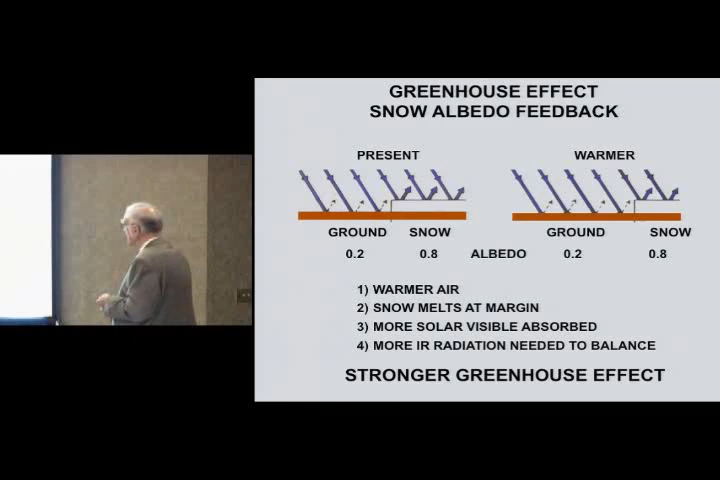 GREENHOUSE EFFECT
SNOW ALBEDO FEEDBACK
PRESENT
WARMER
GROUND SNOW
GROUND SNOW
0.2 0.8 ALBEDO 0.2 0.8
1) WARMER AIR
2) SNOW MELTS AT MARGIN
3) MORE SOLAR VISIBLE ABSORBED
4) MORE IR RADIATION NEEDED TO BALANCE
STRONGER GREENHOUSE EFFECT